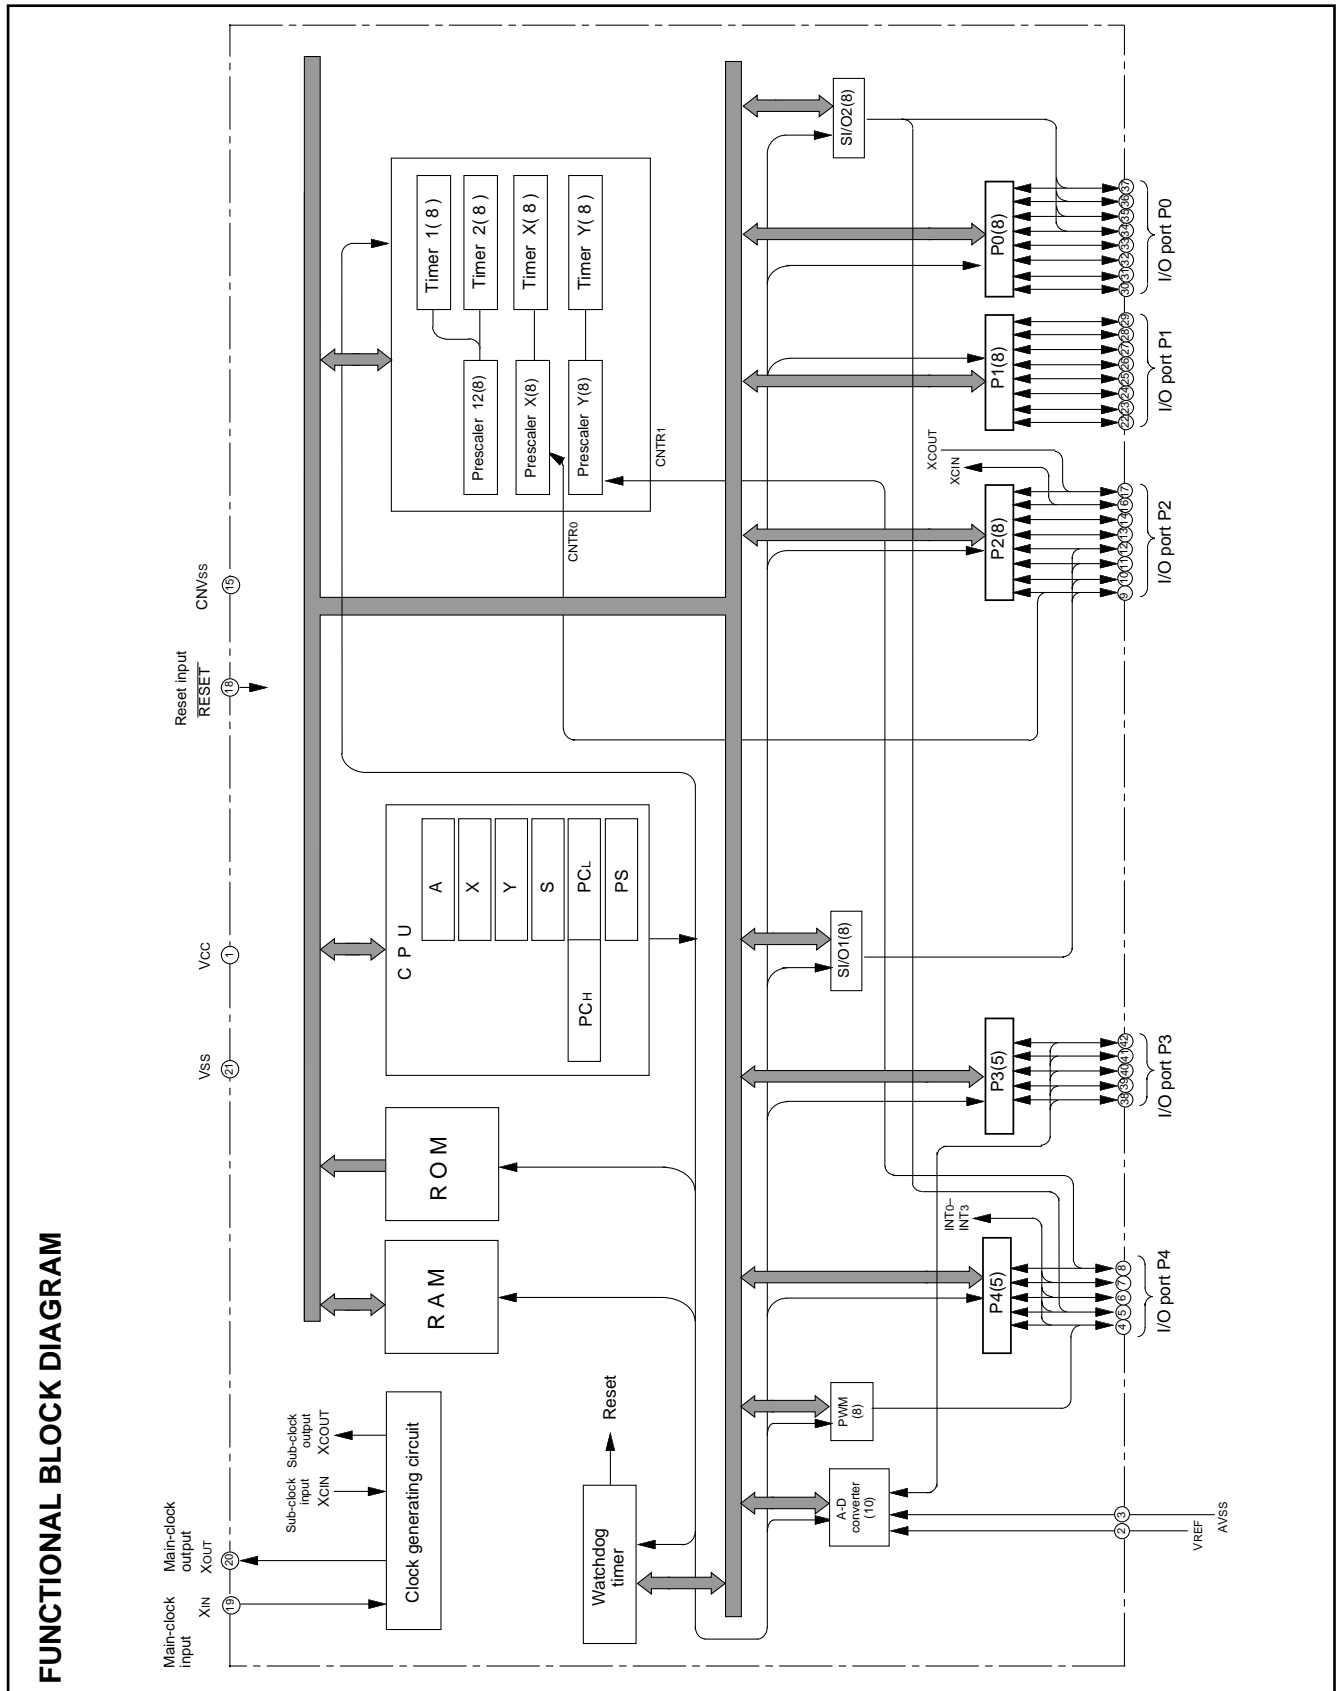 FUNCTIONAL BLOCK DIAGRAM
Main-clock
input
XIN
19
Main-clock
output
XOUT
20
Sub-clock
input
XCIN
Sub-clock
output
XCOUT
Clock generating circuit
VSS
21
VCC
1
Reset input
RESET
18
CNVSS
15
RAM
ROM
CPU
A
X
Y
S
PCH
PCL
PS
Timer 1( 8 )
Timer 2( 8 )
Timer X( 8 )
Timer Y( 8 )
Prescaler 12(8)
Prescaler X(8)
Prescaler Y(8)
CNTR0
CNTR1
Watchdog
timer
Reset
A-D
converter
(10)
PWM
(8)
SI/O1(8)
SI/O2(8)
INT0–
INT3
XCIN
XCOUT
P4(5)
P3(5)
P2(8)
P1(8)
P0(8)
2
3
VREF
AVSS
4
5
6
7
8
I/O port P4
38
39
40
41
42
I/O port P3
9
10
11
12
13
14
16
17
I/O port P2
22
23
24
25
26
27
28
29
I/O port P1
30
31
32
33
34
35
36
37
I/O port P0